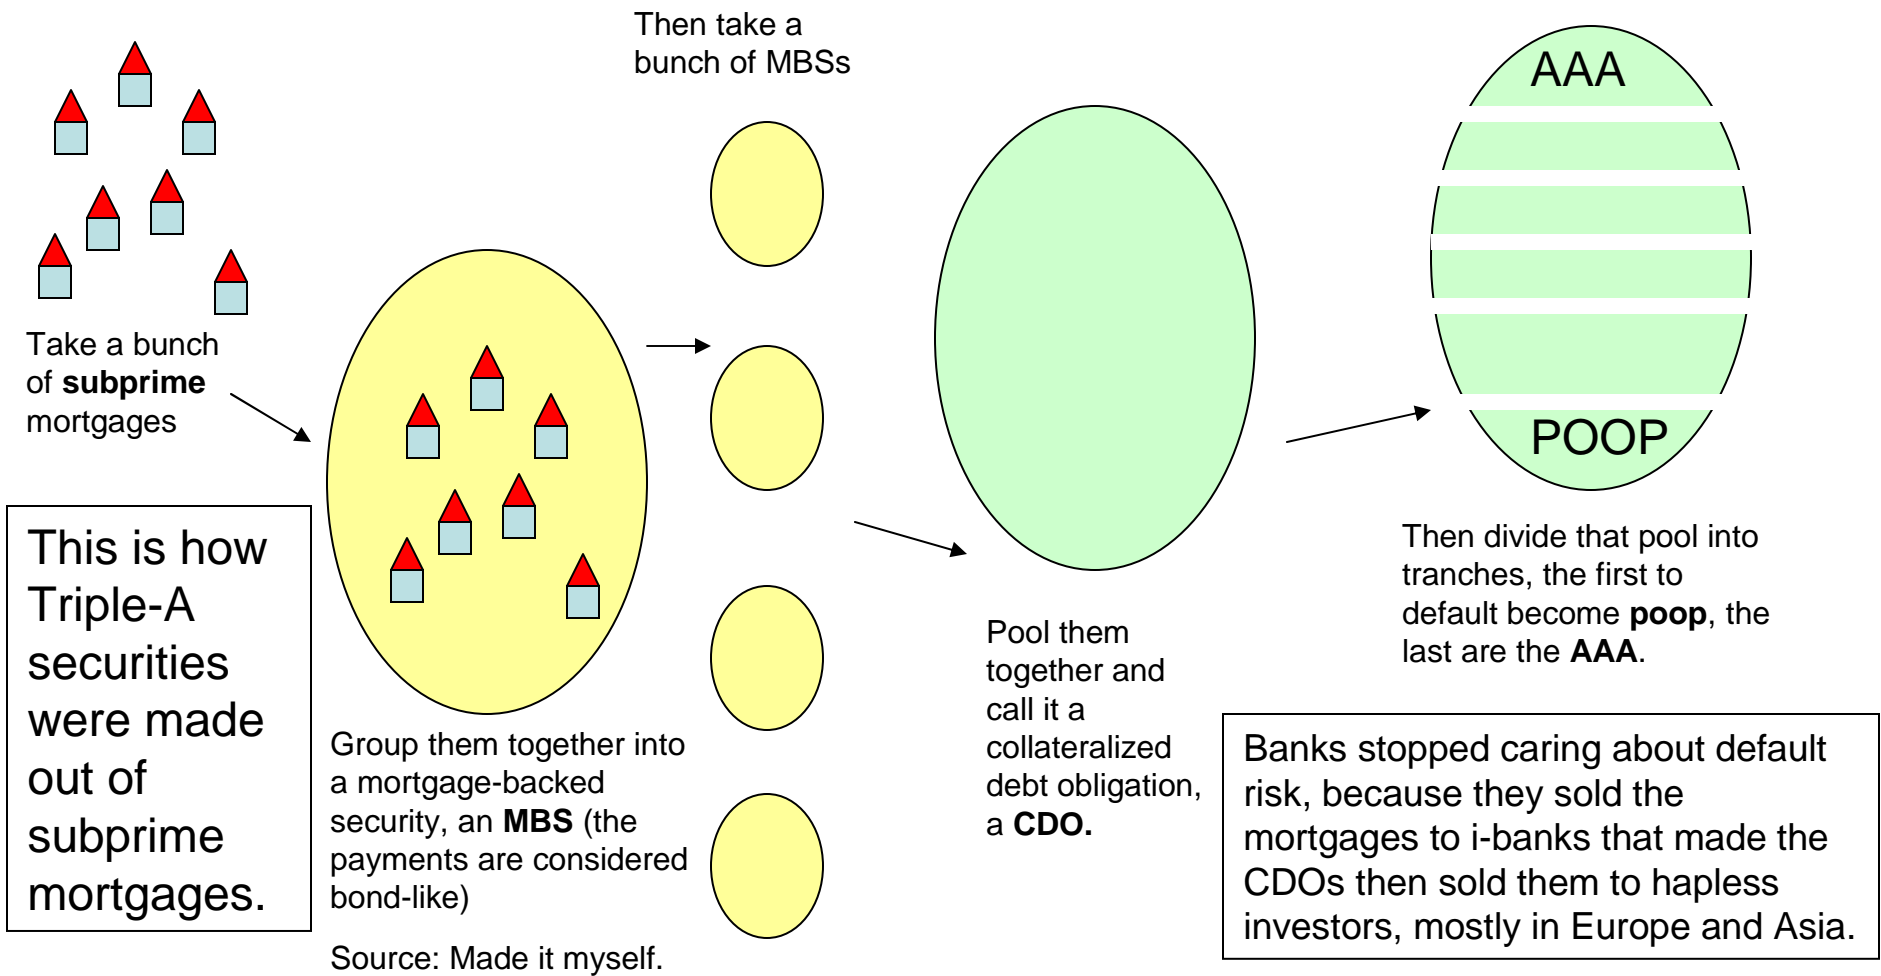 Then take a
bunch of MBSs
Take a bunch
of subprime
mortgages
This is how
Triple-A
securities
were made
out of
subprime
mortgages.
Group them together into
a mortgage-backed
security, an MBS (the
payments are considered
bond-like)
Source: Made it myself.
Pool them
together and
call it a
collateralized
debt obligation,
a CDO.
AAA
POOP
Then divide that pool into
tranches, the first to
default become poop, the
last are the AAA.
Banks stopped caring about default
risk, because they sold the
mortgages to i-banks that made the
CDOs then sold them to hapless
investors, mostly in Europe and Asia.